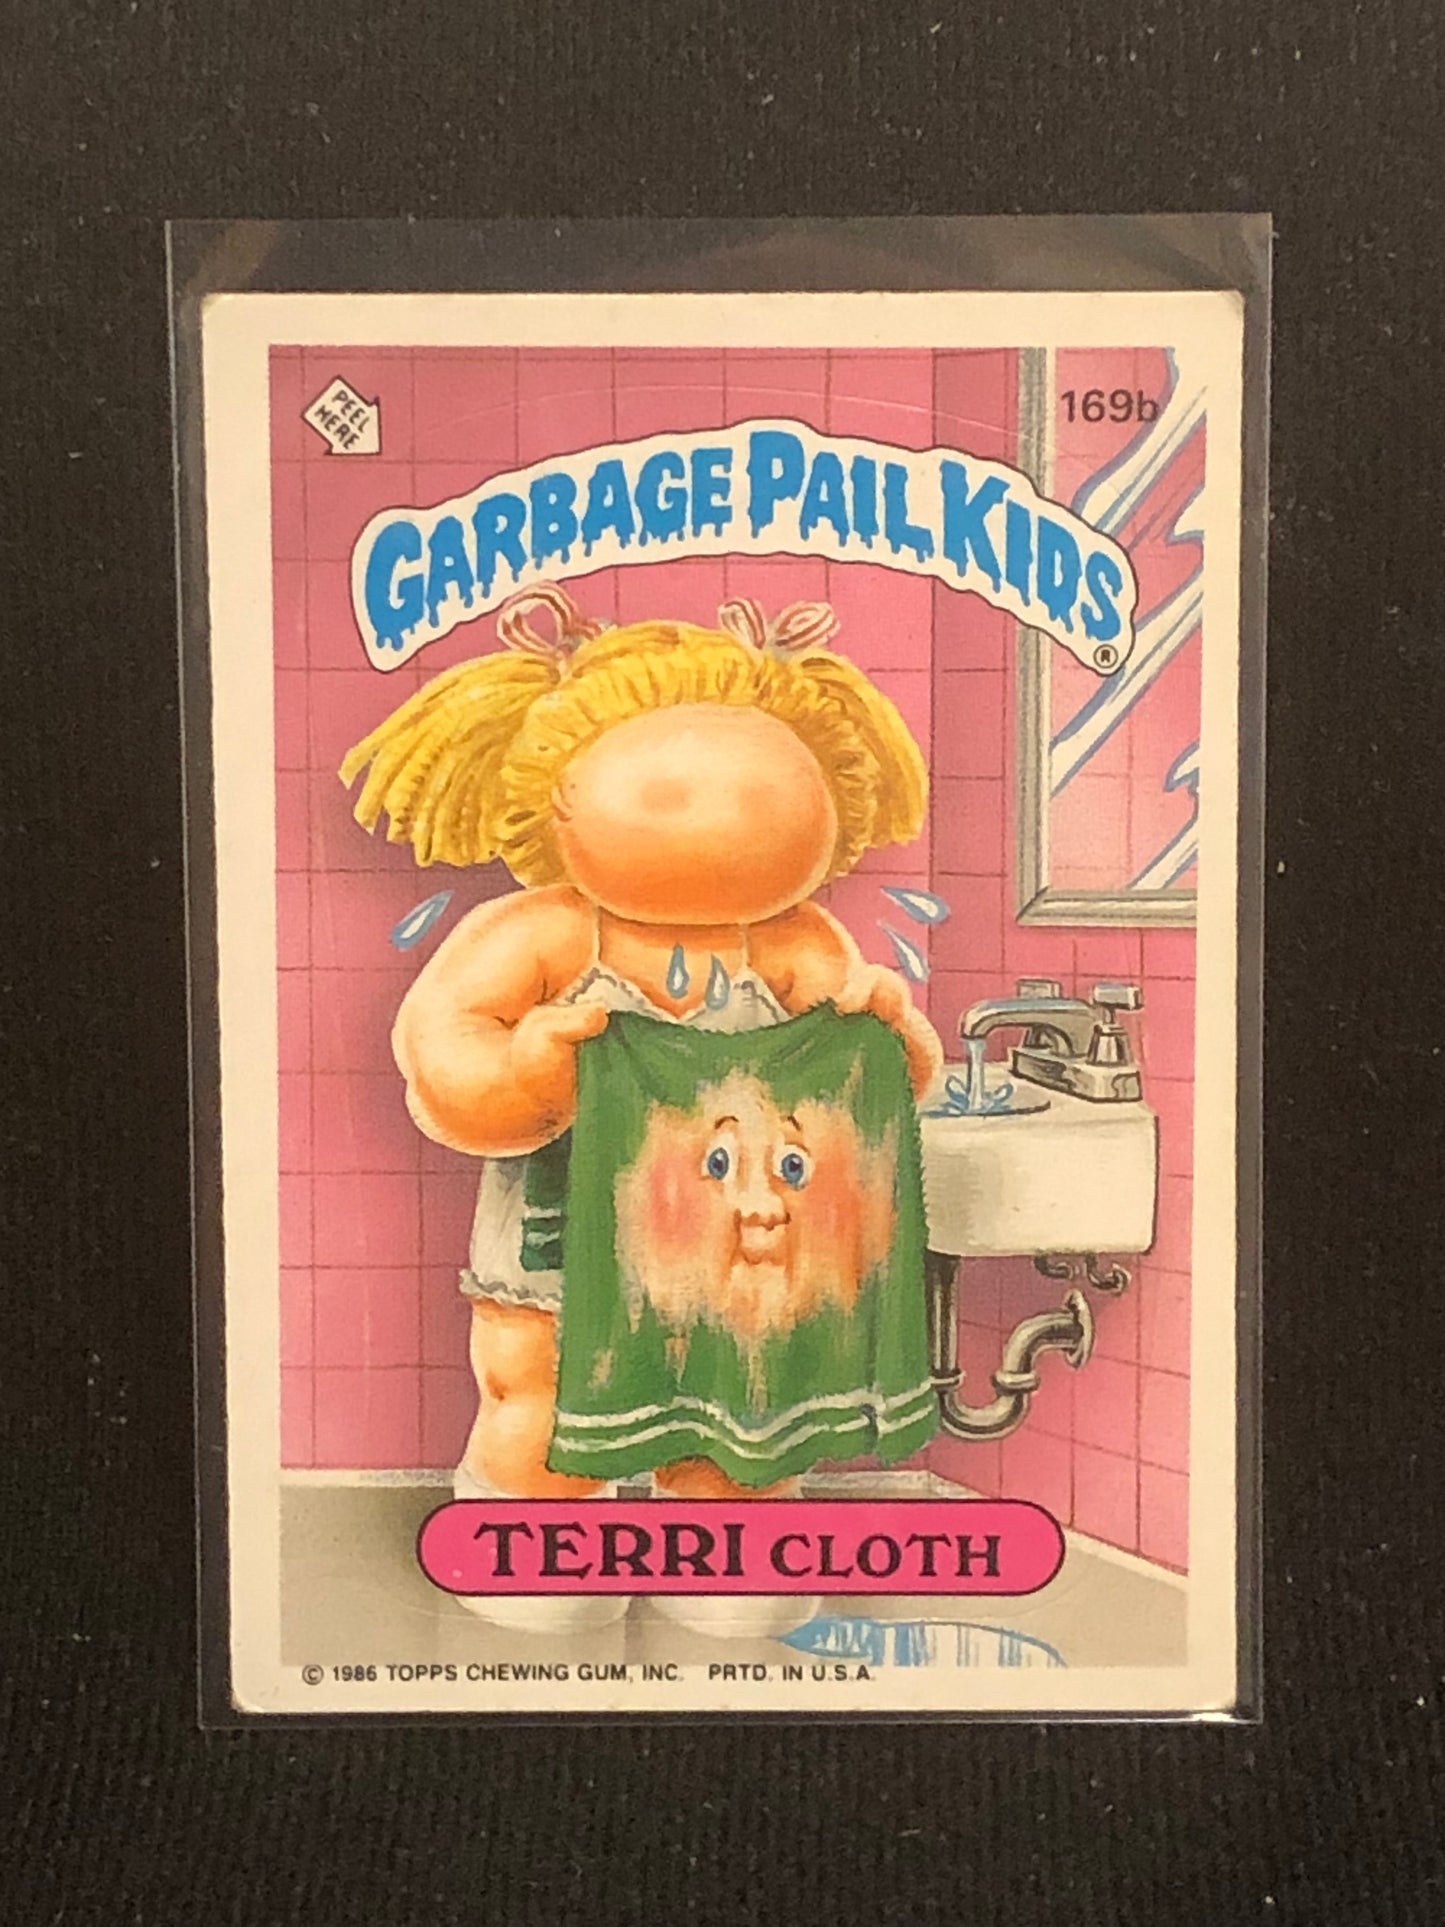 PEEL
HERE
169b
GARBAGE PAIL KIDS
®
TERRI CLOTH
© 1986 TOPPS CHEWING GUM, INC. PRTD. IN U.S.A.